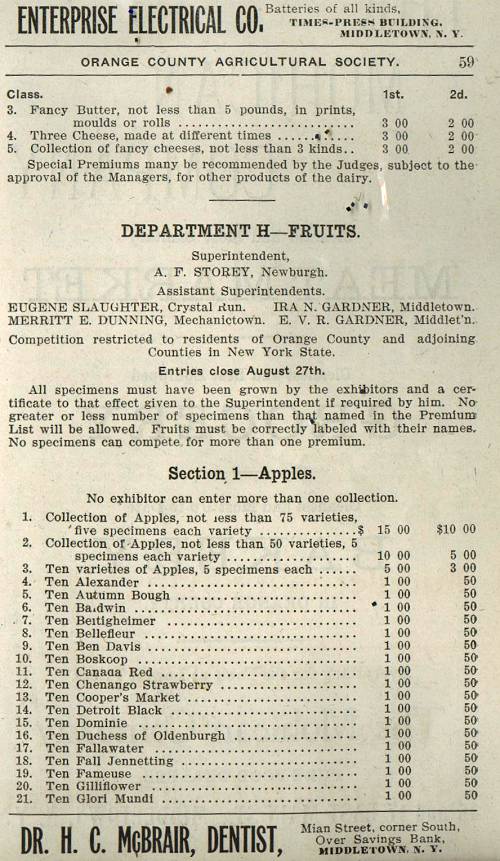 ENTERPRISE ELECTRICAL CO. Batteries of all kinds,
TIMES-PRESS BUILDING,
MIDDLETOWN, N. Y.
ORANGE COUNTY AGRICULTURAL SOCIETY. 59
Class. 1st. 2d.
3. Fancy Butter, not less than 5 pounds, in prints,
moulds or rolls .......................... 3 00 2 00
4. Three Cheese, made at different times ........... 3 00 2 00
5. Collection of fancy cheeses, not less than 3 kinds.. 3 00 2 00
Special Premiums many be recommended by the Judges, subject to the
approval of the Managers, for other products of the dairy.
DEPARTMENT H—FRUITS.
Superintendent,
A. F. STOREY, Newburgh.
Assistant Superintendents.
EUGENE SLAUGHTER, Crystal Run. IRA N. GARDNER, Middletown.
MERRITT E. DUNNING, Mechanictown. E. V. R. GARDNER, Middlet'n.
Competition restricted to residents of Orange County and adjoining
Counties in New York State.
Entries close August 27th.
All specimens must have been grown by the exhibitors and a cer-
tificate to that effect given to the Superintendent if required by him. No
greater or less number of specimens than that named in the Premium
List will be allowed. Fruits must be correctly labeled with their names.
No specimens can compete for more than one premium.
Section 1—Apples.
No exhibitor can enter more than one collection.
1. Collection of Apples, not less than 75 varieties,
five specimens each variety ...............$ 15 00 $10 00
2. Collection of Apples, not less than 50 varieties, 5
specimens each variety .................... 10 00 5 00
3. Ten varieties of Apples, 5 specimens each ...... 5 00 3 00
4. Ten Alexander ............................... 1 00 50
5. Ten Autumn Bough ............................ 1 00 50
6. Ten Baldwin ................................. 1 00 50
7. Ten Beitigheimer ............................ 1 00 50
8. Ten Bellefleur .............................. 1 00 50
9. Ten Ben Davis ............................... 1 00 50
10. Ten Boskoop ................................ 1 00 50
11. Ten Canada Red ............................. 1 00 50
12. Ten Chenango Strawberry .................... 1 00 50
13. Ten Cooper's Market ........................ 1 00 50
14. Ten Detroit Black .......................... 1 00 50
15. Ten Dominie ................................ 1 00 50
16. Ten Duchess of Oldenburgh .................. 1 00 50
17. Ten Fallawater ............................. 1 00 50
18. Ten Fall Jennetting ........................ 1 00 50
19. Ten Fameuse ................................ 1 00 50
20. Ten Gilliflower ............................ 1 00 50
21. Ten Glori Mundi ............................ 1 00 50
DR. H. C. McBRAIR, DENTIST, Mian Street, corner South,
Over Savings Bank,
MIDDLETOWN, N. Y.